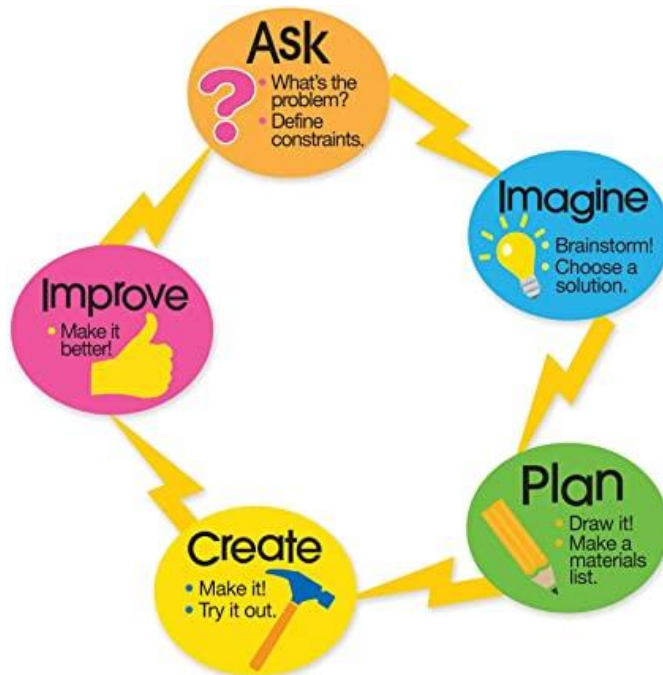 Ask
• What's the
problem?
• Define
constraints.
Imagine
• Brainstorm!
• Choose a
solution.
Plan
• Draw it!
• Make a
materials
list.
Create
• Make it!
• Try it out.
Improve
• Make it
better!